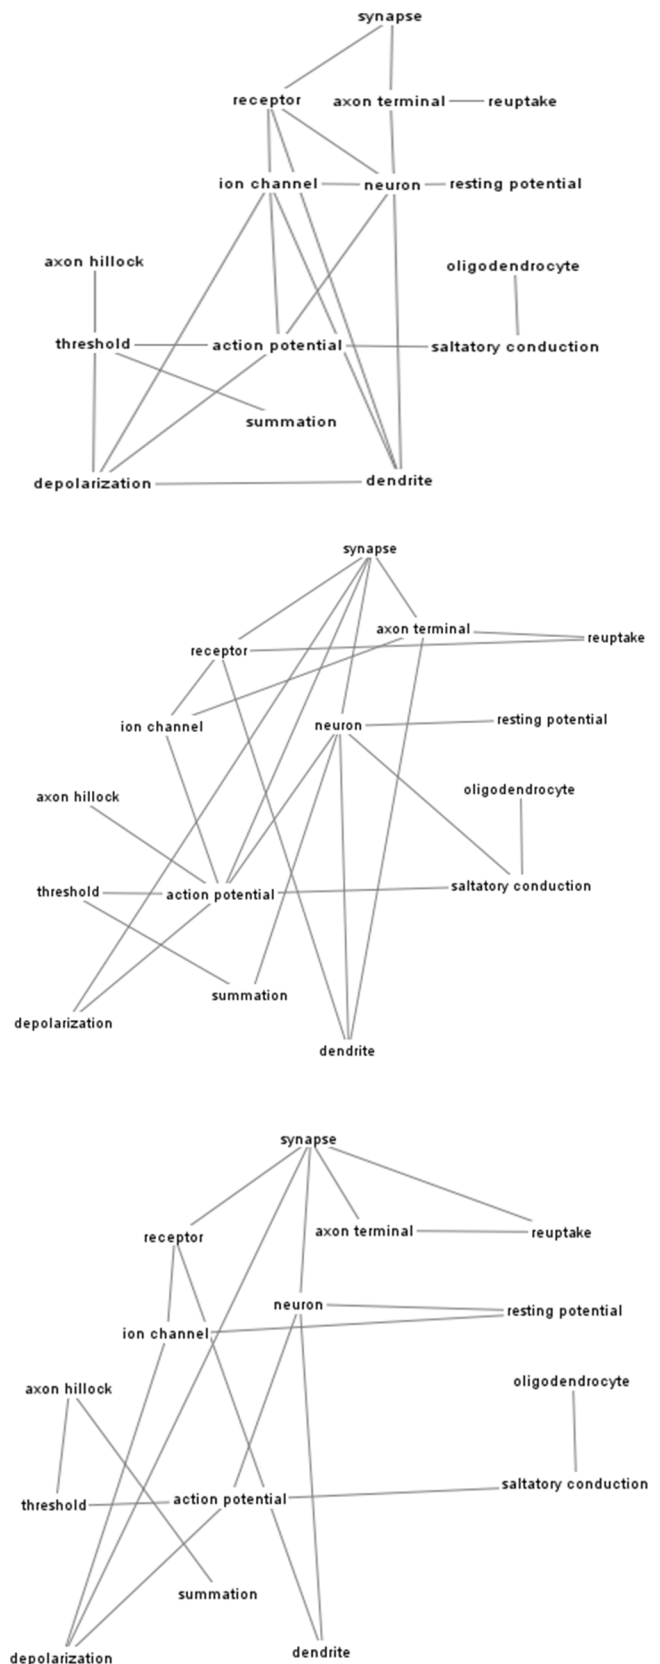 synapse
receptor axon terminal reuptake
ion channel neuron resting potential
axon hillock oligodendrocyte
threshold action potential saltatory conduction
summation
depolarization dendrite
synapse
axon terminal
receptor reuptake
ion channel neuron resting potential
axon hillock oligodendrocyte
threshold action potential saltatory conduction
summation
depolarization
dendrite
synapse
receptor axon terminal reuptake
neuron resting potential
ion channel
axon hillock oligodendrocyte
threshold action potential saltatory conduction
summation
depolarization dendrite